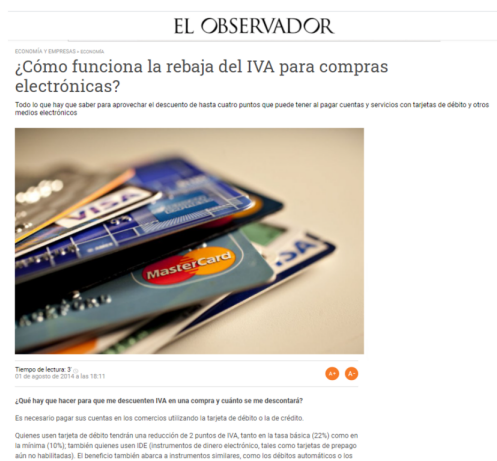 EL OBSERVADOR
ECONOMÍA Y EMPRESAS > ECONOMÍA
¿Cómo funciona la rebaja del IVA para compras
electrónicas?
Todo lo que hay que saber para aprovechar el descuento de hasta cuatro puntos que puede tener al pagar cuentas y servicios con tarjetas de débito y otros
medios electrónicos
VISA
VISA
MasterCard
Tiempo de lectura: 3'
01 de agosto de 2014 a las 18:11
A+ A-
¿Qué hay que hacer para que me descuenten IVA en una compra y cuánto se me descontará?
Es necesario pagar sus cuentas en los comercios utilizando la tarjeta de débito o la de crédito.
Quienes usen tarjeta de débito tendrán una reducción de 2 puntos de IVA, tanto en la tasa básica (22%) como en
la mínima (10%); también quienes usen IDE (instrumentos de dinero electrónico, tales como tarjetas de prepago
aún no habilitadas). El beneficio también abarca a instrumentos similares, como los débitos automáticos o los